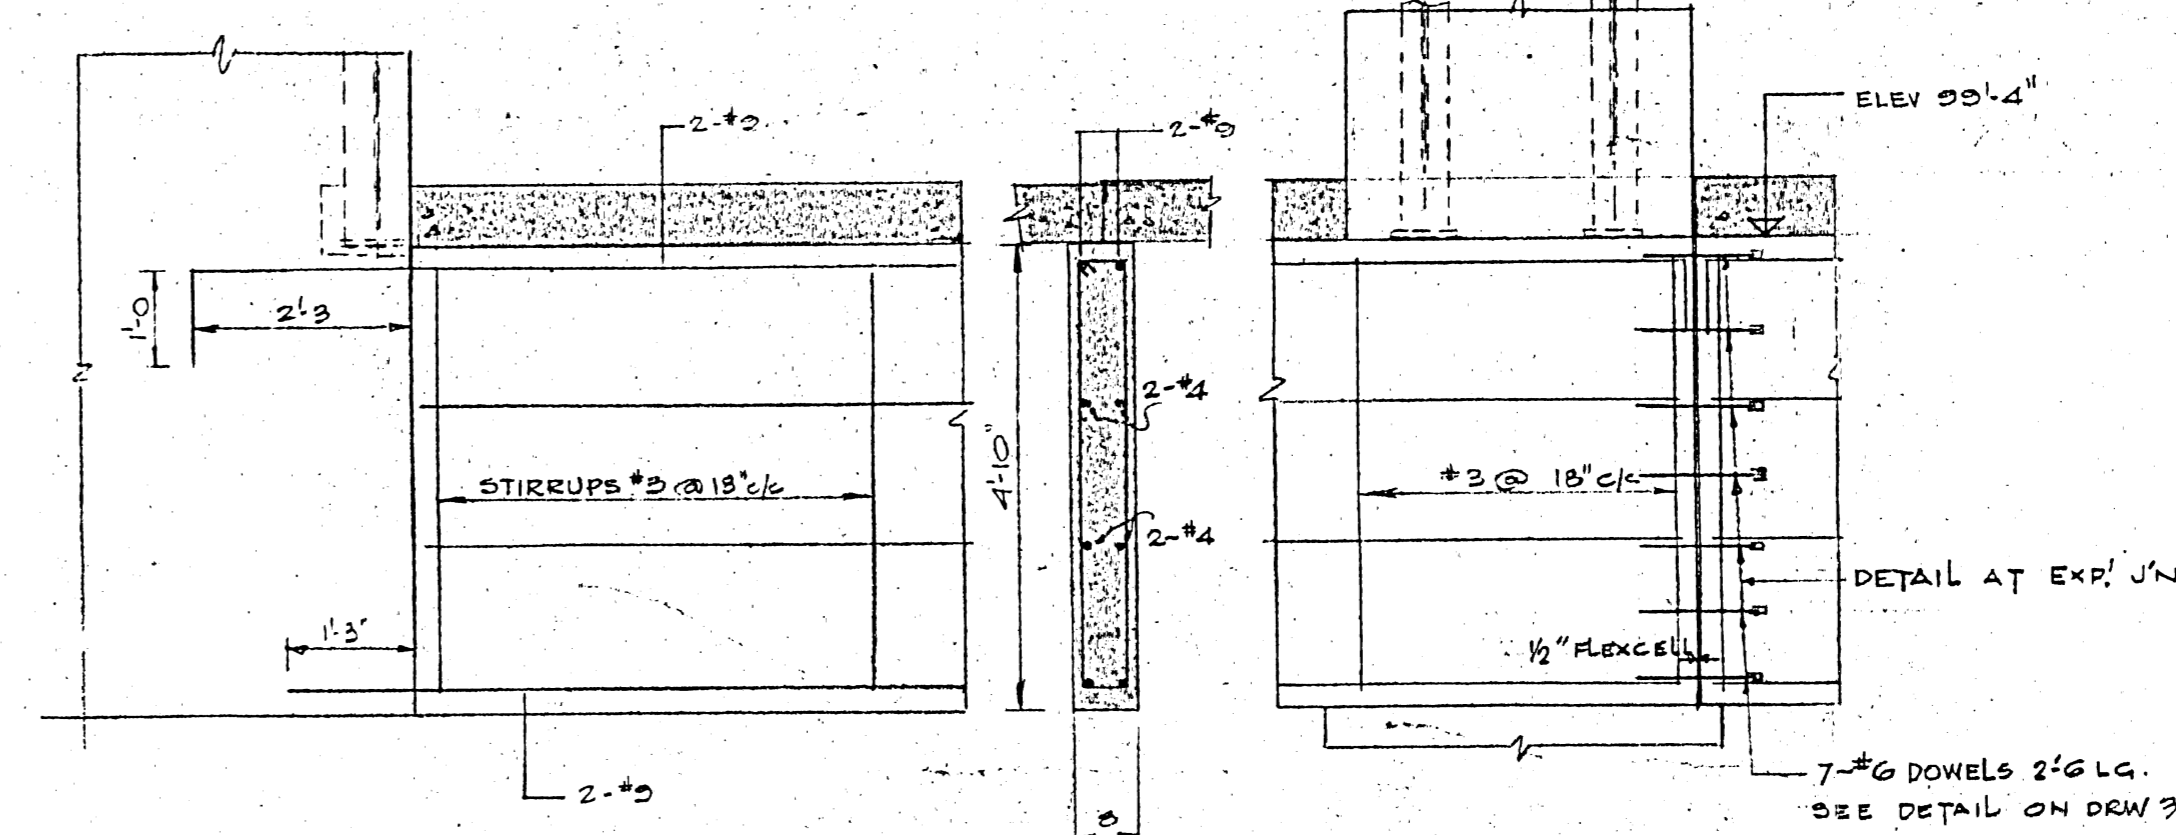 2-#9
2-#9
ELEV 99'-4"
1'-0
2'-3
2-#4
4'-10"
STIRRUPS #3 @ 18" c/c
#3 @ 18" c/c
2-#4
DETAIL AT EXP! J'N
1'-3"
1/2" FLEXCELL
2-#9
7-#6 DOWELS 2'-6 LG.
SEE DETAIL ON DRW 3
8